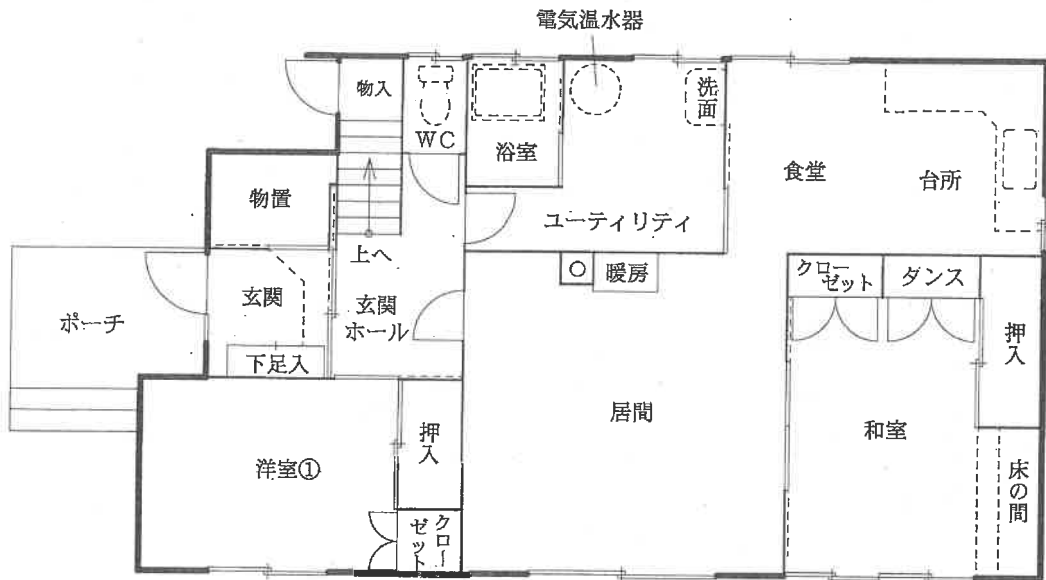 電気温水器
物入
WC
浴室
洗面
物置
上へ
ユーティリティ
食堂
台所
ポーチ
玄関
玄関
ホール
下足入
暖房
クロー
ゼット
タンス
押入
居間
和室
洋室①
押入
クロー
ゼット
床の間